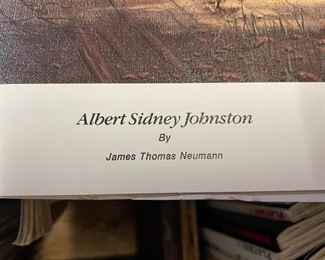 Albert Sidney Johnston
By
James Thomas Neumann